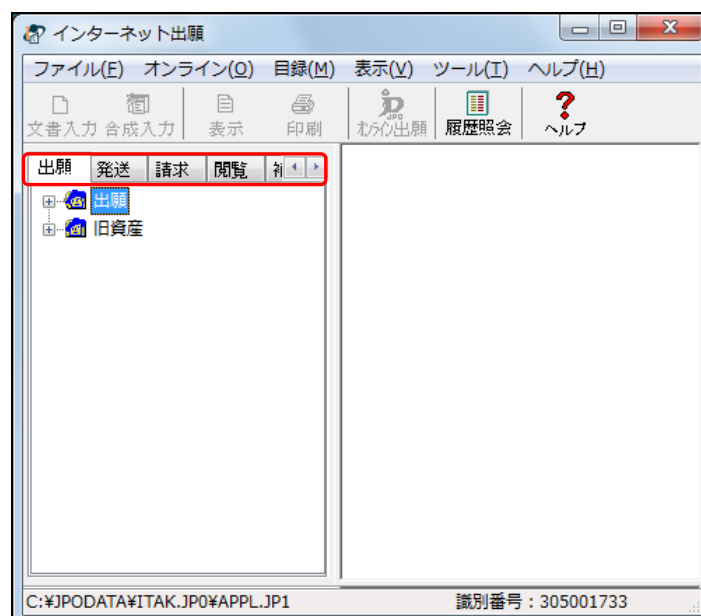 インターネット出願
ファイル(F) オンライン(O) 目録(M) 表示(V) ツール(T) ヘルプ(H)
文書入力 合成入力 表示 印刷 ｵﾝﾗｲﾝ出願 履歴照会 ヘルプ
出願 発送 請求 閲覧
出願
旧資産
C:¥JPODATA¥ITAK.JP0¥APPL.JP1 識別番号：305001733